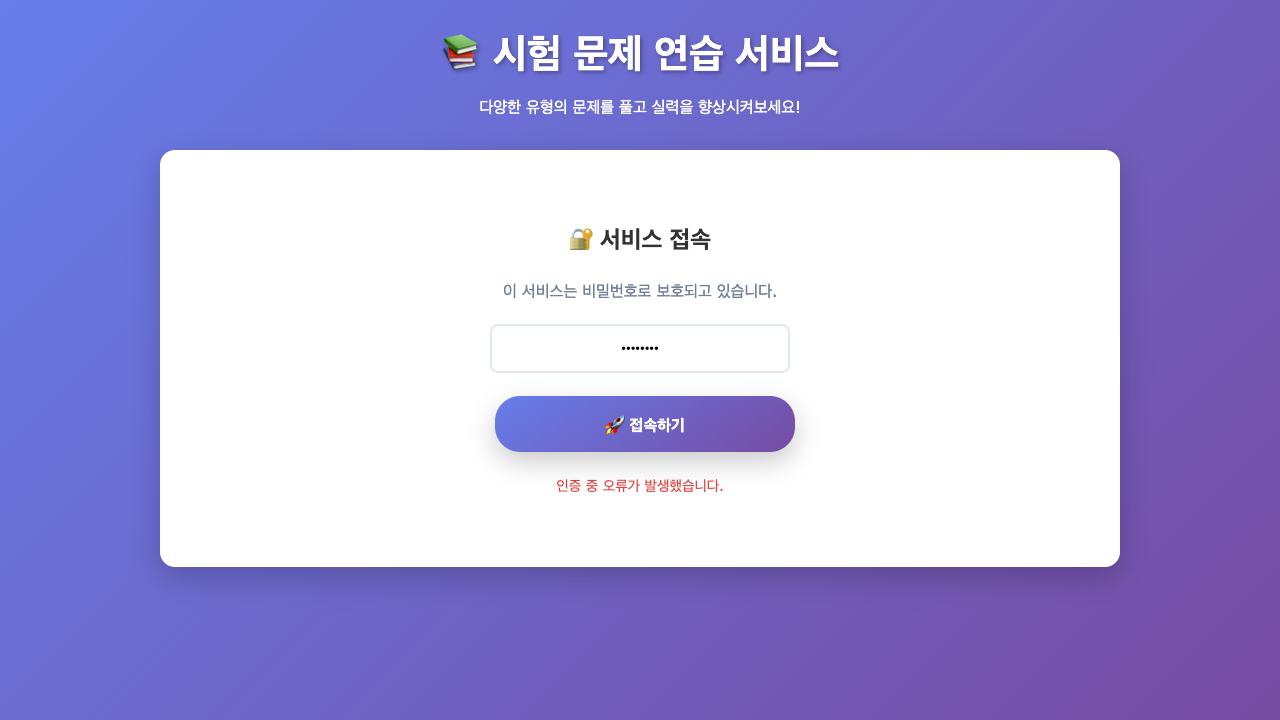 📚 시험 문제 연습 서비스
다양한 유형의 문제를 풀고 실력을 향상시켜보세요!
🔐 서비스 접속
이 서비스는 비밀번호로 보호되고 있습니다.
••••••••
🚀 접속하기
인증 중 오류가 발생했습니다.